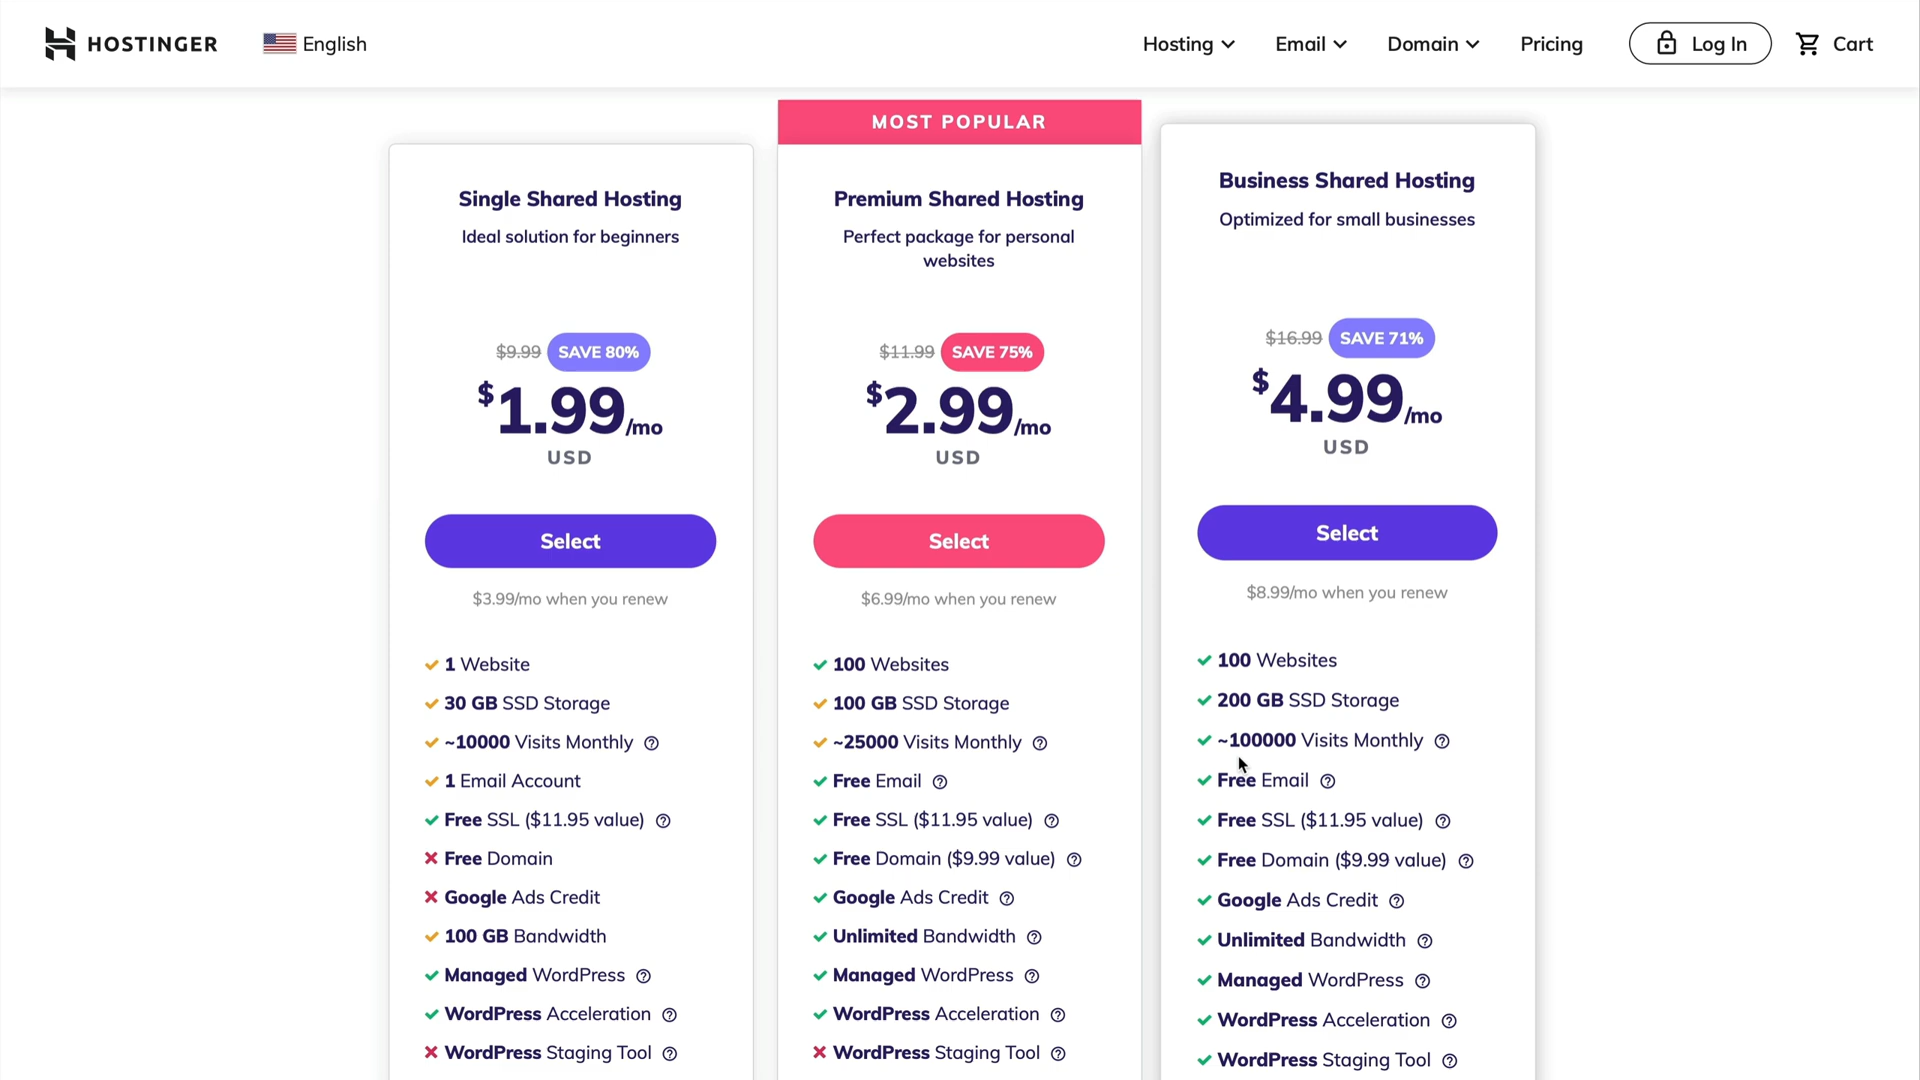 HOSTINGER
English
Hosting
Email
Domain
Pricing
Log In
Cart
Single Shared Hosting
Ideal solution for beginners
$9.99 SAVE 80%
$1.99/mo
USD
Select
$3.99/mo when you renew
1 Website
30 GB SSD Storage
~10000 Visits Monthly
1 Email Account
Free SSL ($11.95 value)
Free Domain
Google Ads Credit
100 GB Bandwidth
Managed WordPress
WordPress Acceleration
WordPress Staging Tool
MOST POPULAR
Premium Shared Hosting
Perfect package for personal
websites
$11.99 SAVE 75%
$2.99/mo
USD
Select
$6.99/mo when you renew
100 Websites
100 GB SSD Storage
~25000 Visits Monthly
Free Email
Free SSL ($11.95 value)
Free Domain ($9.99 value)
Google Ads Credit
Unlimited Bandwidth
Managed WordPress
WordPress Acceleration
WordPress Staging Tool
Business Shared Hosting
Optimized for small businesses
$16.99 SAVE 71%
$4.99/mo
USD
Select
$8.99/mo when you renew
100 Websites
200 GB SSD Storage
~100000 Visits Monthly
Free Email
Free SSL ($11.95 value)
Free Domain ($9.99 value)
Google Ads Credit
Unlimited Bandwidth
Managed WordPress
WordPress Acceleration
WordPress Staging Tool